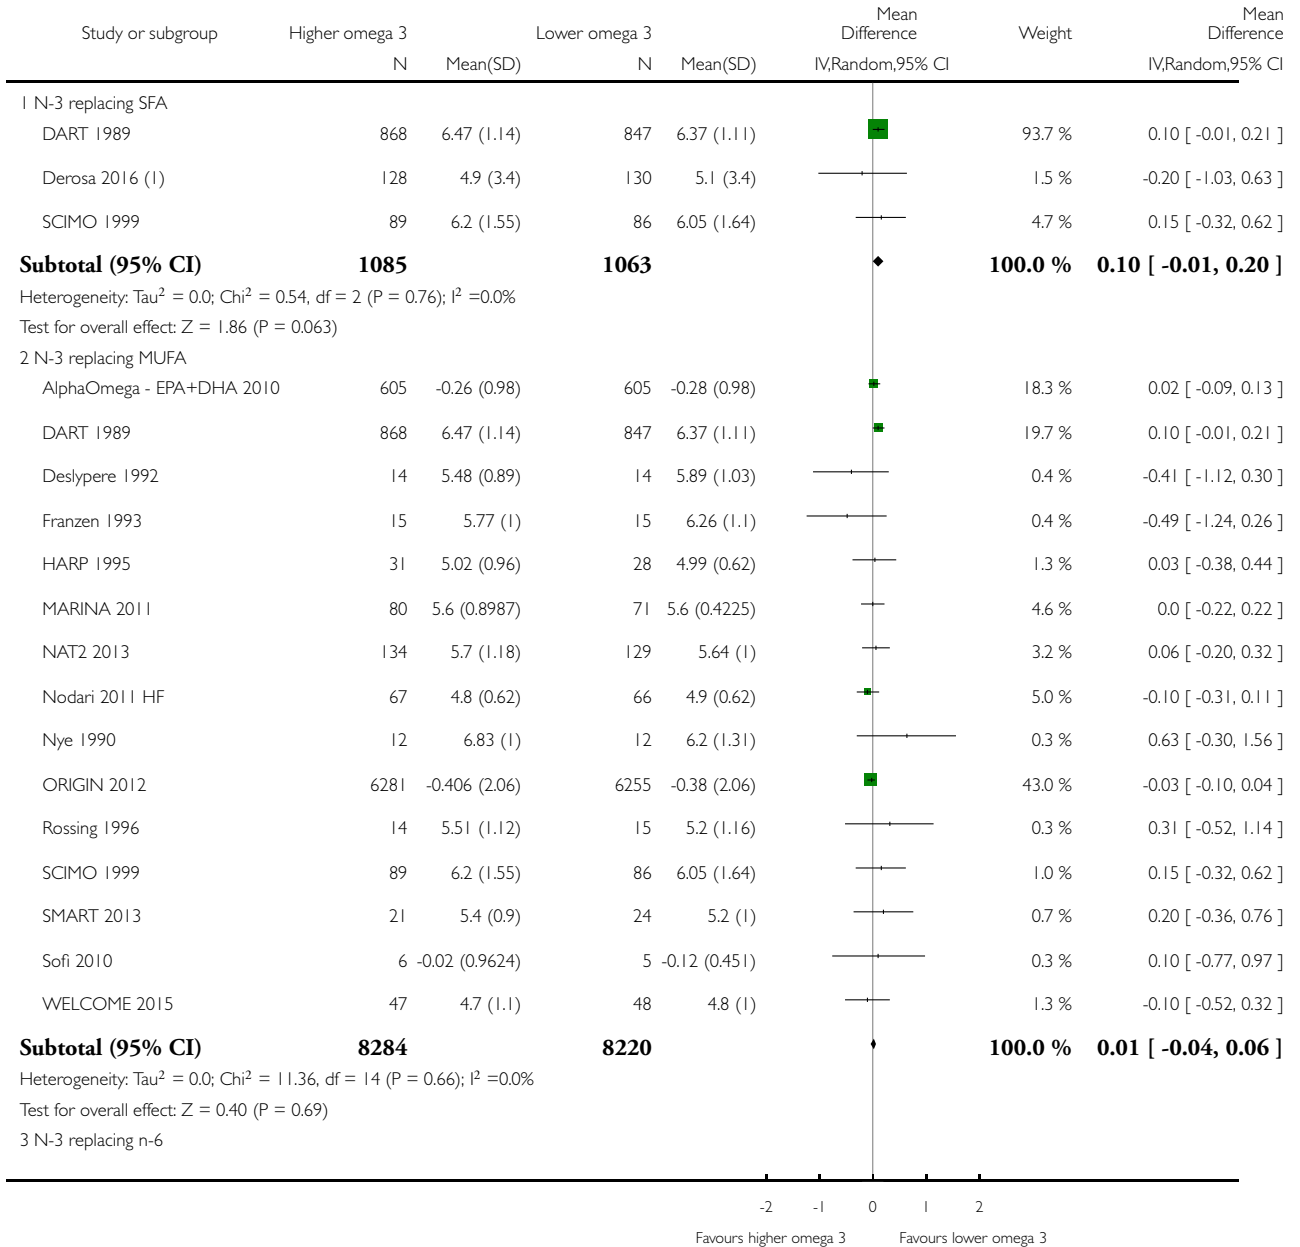 Study or subgroup Higher omega 3 Lower omega 3 Mean Difference Weight Mean Difference
N Mean(SD) N Mean(SD) IV,Random,95% CI IV,Random,95% CI
1 N-3 replacing SFA
DART 1989 868 6.47 (1.14) 847 6.37 (1.11) 93.7 % 0.10 [ -0.01, 0.21 ]
Derosa 2016 (1) 128 4.9 (3.4) 130 5.1 (3.4) 1.5 % -0.20 [ -1.03, 0.63 ]
SCIMO 1999 89 6.2 (1.55) 86 6.05 (1.64) 4.7 % 0.15 [ -0.32, 0.62 ]
Subtotal (95% CI) 1085 1063 100.0 % 0.10 [ -0.01, 0.20 ]
Heterogeneity: Tau² = 0.0; Chi² = 0.54, df = 2 (P = 0.76); I² =0.0%
Test for overall effect: Z = 1.86 (P = 0.063)
2 N-3 replacing MUFA
AlphaOmega - EPA+DHA 2010 605 -0.26 (0.98) 605 -0.28 (0.98) 18.3 % 0.02 [ -0.09, 0.13 ]
DART 1989 868 6.47 (1.14) 847 6.37 (1.11) 19.7 % 0.10 [ -0.01, 0.21 ]
Deslypere 1992 14 5.48 (0.89) 14 5.89 (1.03) 0.4 % -0.41 [ -1.12, 0.30 ]
Franzen 1993 15 5.77 (1) 15 6.26 (1.1) 0.4 % -0.49 [ -1.24, 0.26 ]
HARP 1995 31 5.02 (0.96) 28 4.99 (0.62) 1.3 % 0.03 [ -0.38, 0.44 ]
MARINA 2011 80 5.6 (0.8987) 71 5.6 (0.4225) 4.6 % 0.0 [ -0.22, 0.22 ]
NAT2 2013 134 5.7 (1.18) 129 5.64 (1) 3.2 % 0.06 [ -0.20, 0.32 ]
Nodari 2011 HF 67 4.8 (0.62) 66 4.9 (0.62) 5.0 % -0.10 [ -0.31, 0.11 ]
Nye 1990 12 6.83 (1) 12 6.2 (1.31) 0.3 % 0.63 [ -0.30, 1.56 ]
ORIGIN 2012 6281 -0.406 (2.06) 6255 -0.38 (2.06) 43.0 % -0.03 [ -0.10, 0.04 ]
Rossing 1996 14 5.51 (1.12) 15 5.2 (1.16) 0.3 % 0.31 [ -0.52, 1.14 ]
SCIMO 1999 89 6.2 (1.55) 86 6.05 (1.64) 1.0 % 0.15 [ -0.32, 0.62 ]
SMART 2013 21 5.4 (0.9) 24 5.2 (1) 0.7 % 0.20 [ -0.36, 0.76 ]
Sofi 2010 6 -0.02 (0.9624) 5 -0.12 (0.451) 0.3 % 0.10 [ -0.77, 0.97 ]
WELCOME 2015 47 4.7 (1.1) 48 4.8 (1) 1.3 % -0.10 [ -0.52, 0.32 ]
Subtotal (95% CI) 8284 8220 100.0 % 0.01 [ -0.04, 0.06 ]
Heterogeneity: Tau² = 0.0; Chi² = 11.36, df = 14 (P = 0.66); I² =0.0%
Test for overall effect: Z = 0.40 (P = 0.69)
3 N-3 replacing n-6
-2 -1 0 1 2
Favours higher omega 3 Favours lower omega 3